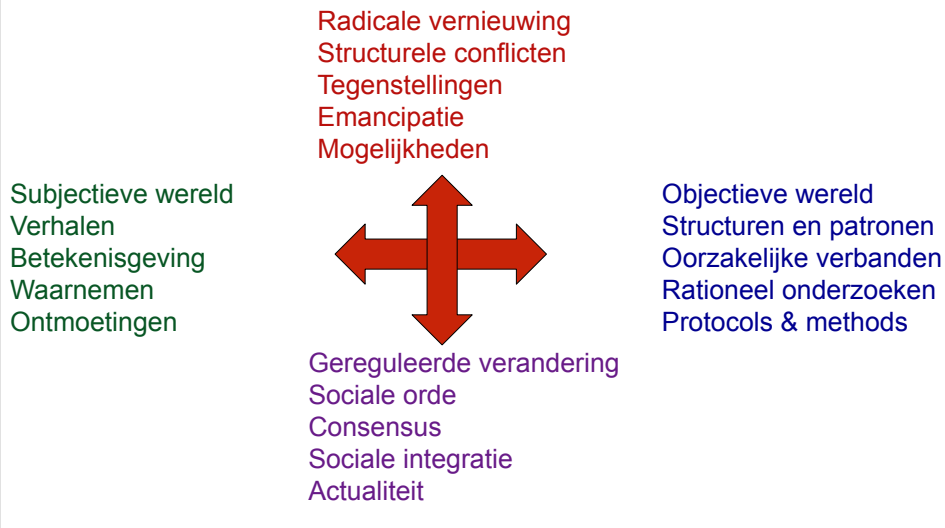 Radicale vernieuwing
Structurele conflicten
Tegenstellingen
Emancipatie
Mogelijkheden
Subjectieve wereld
Verhalen
Betekenisgeving
Waarnemen
Ontmoetingen
Objectieve wereld
Structuren en patronen
Oorzakelijke verbanden
Rationeel onderzoeken
Protocols & methods
Gereguleerde verandering
Sociale orde
Consensus
Sociale integratie
Actualiteit